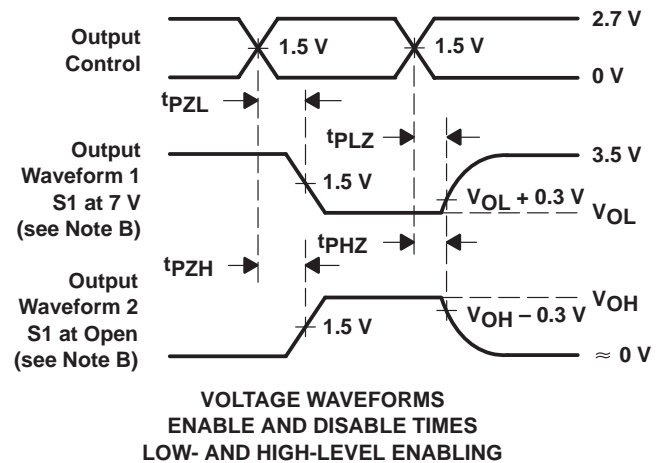 Output
Control
1.5 V
1.5 V
2.7 V
0 V
tPZL
tPLZ
Output
Waveform 1
S1 at 7 V
(see Note B)
1.5 V
3.5 V
VOL + 0.3 V
VOL
tPZH
tPHZ
Output
Waveform 2
S1 at Open
(see Note B)
1.5 V
VOH
VOH – 0.3 V
≈ 0 V
VOLTAGE WAVEFORMS
ENABLE AND DISABLE TIMES
LOW- AND HIGH-LEVEL ENABLING